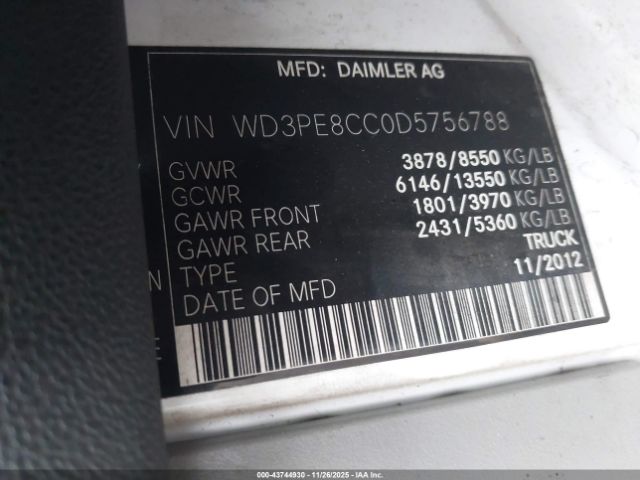 MFD: DAIMLER AG
VIN WD3PE8CC0D5756788
GVWR 3878/8550 KG/LB
GCWR 6146/13550 KG/LB
GAWR FRONT 1801/3970 KG/LB
GAWR REAR 2431/5360 KG/LB
TYPE TRUCK
DATE OF MFD 11/2012
N
E
000-43744930 - 11/26/2025 - IAAI.COM